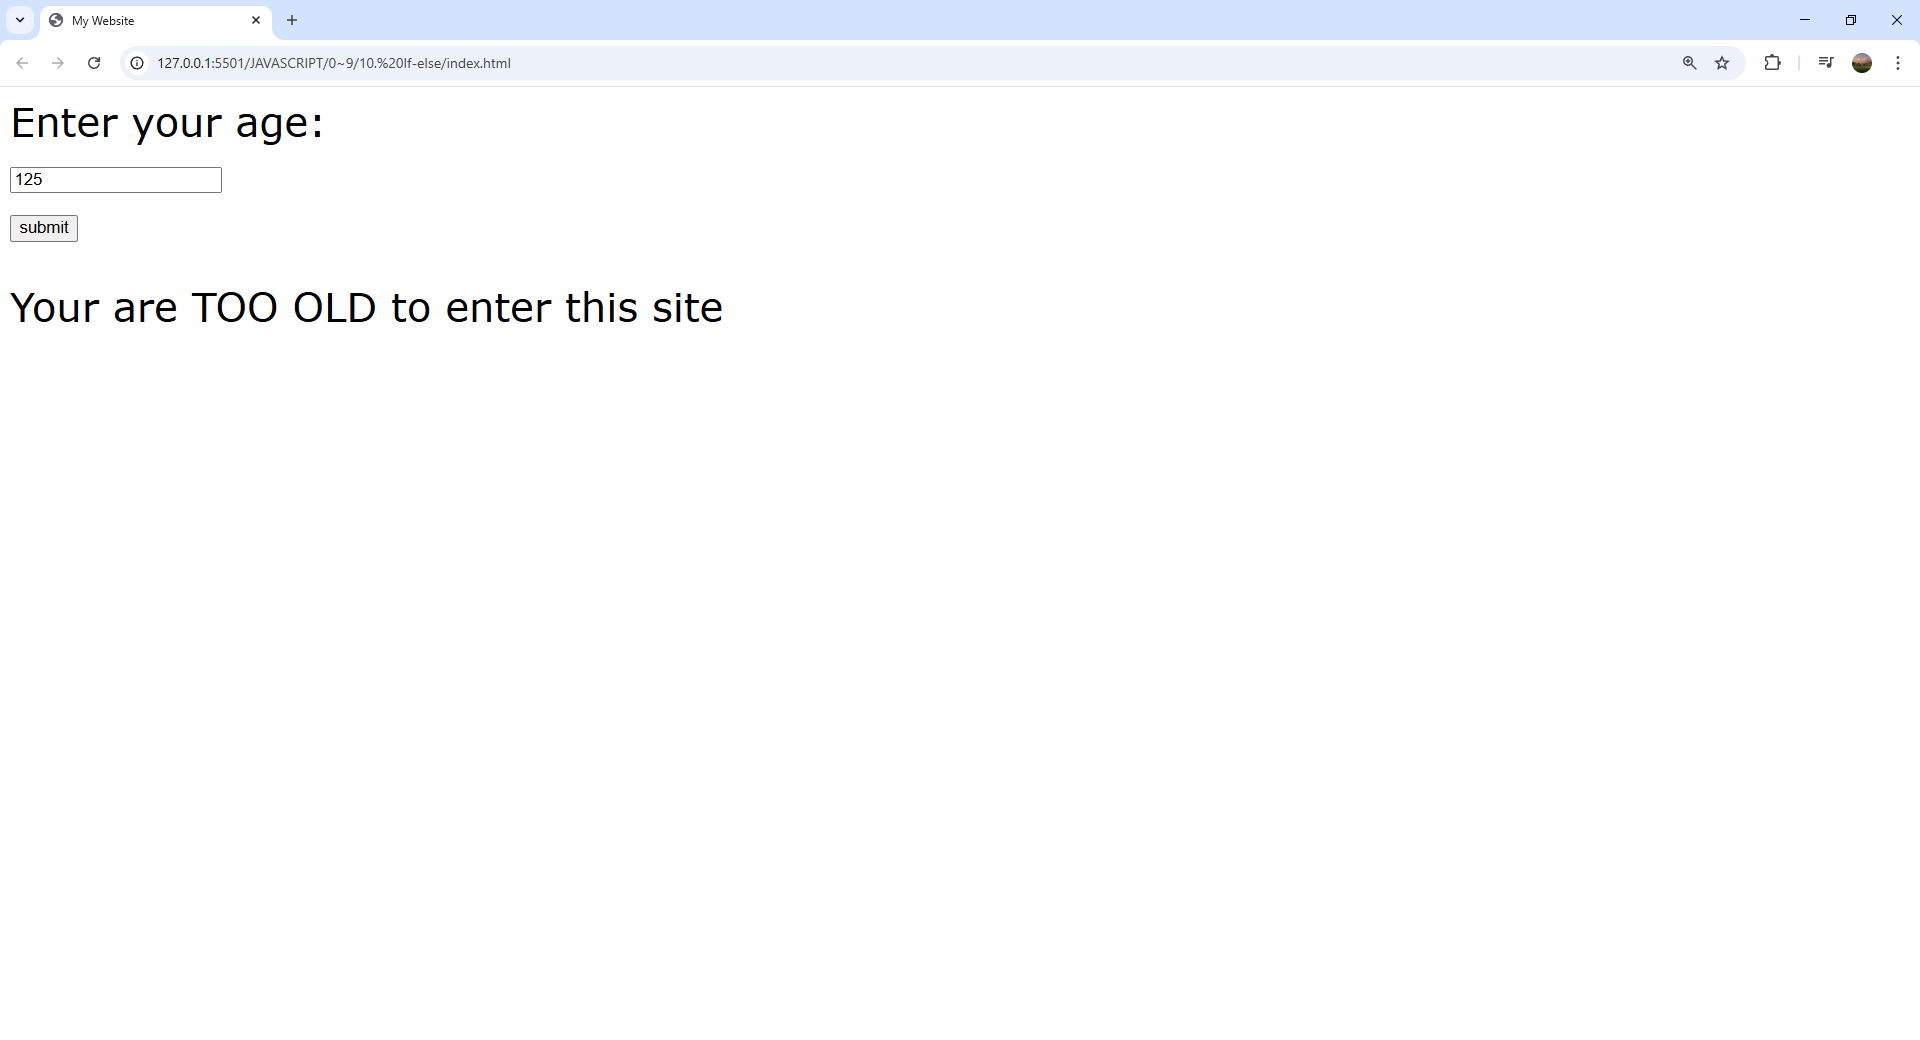 My Website
127.0.0.1:5501/JAVASCRIPT/0~9/10.%20If-else/index.html
Enter your age:
125
submit
Your are TOO OLD to enter this site